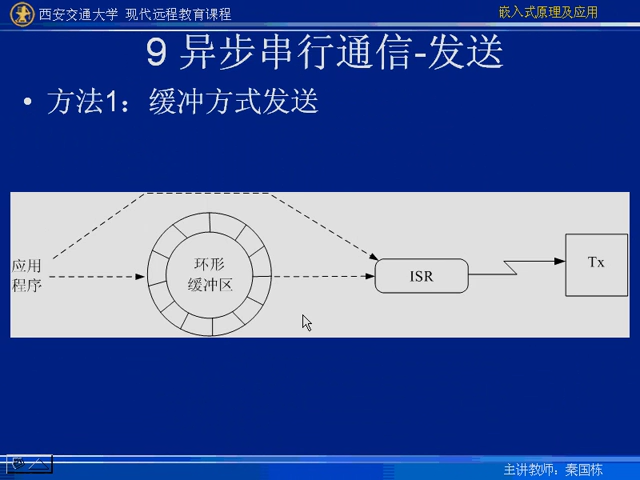 西安交通大学 现代远程教育课程
嵌入式原理及应用
9 异步串行通信-发送
• 方法1：缓冲方式发送
应用
程序
环形
缓冲区
ISR
Tx
主讲教师：秦国栋